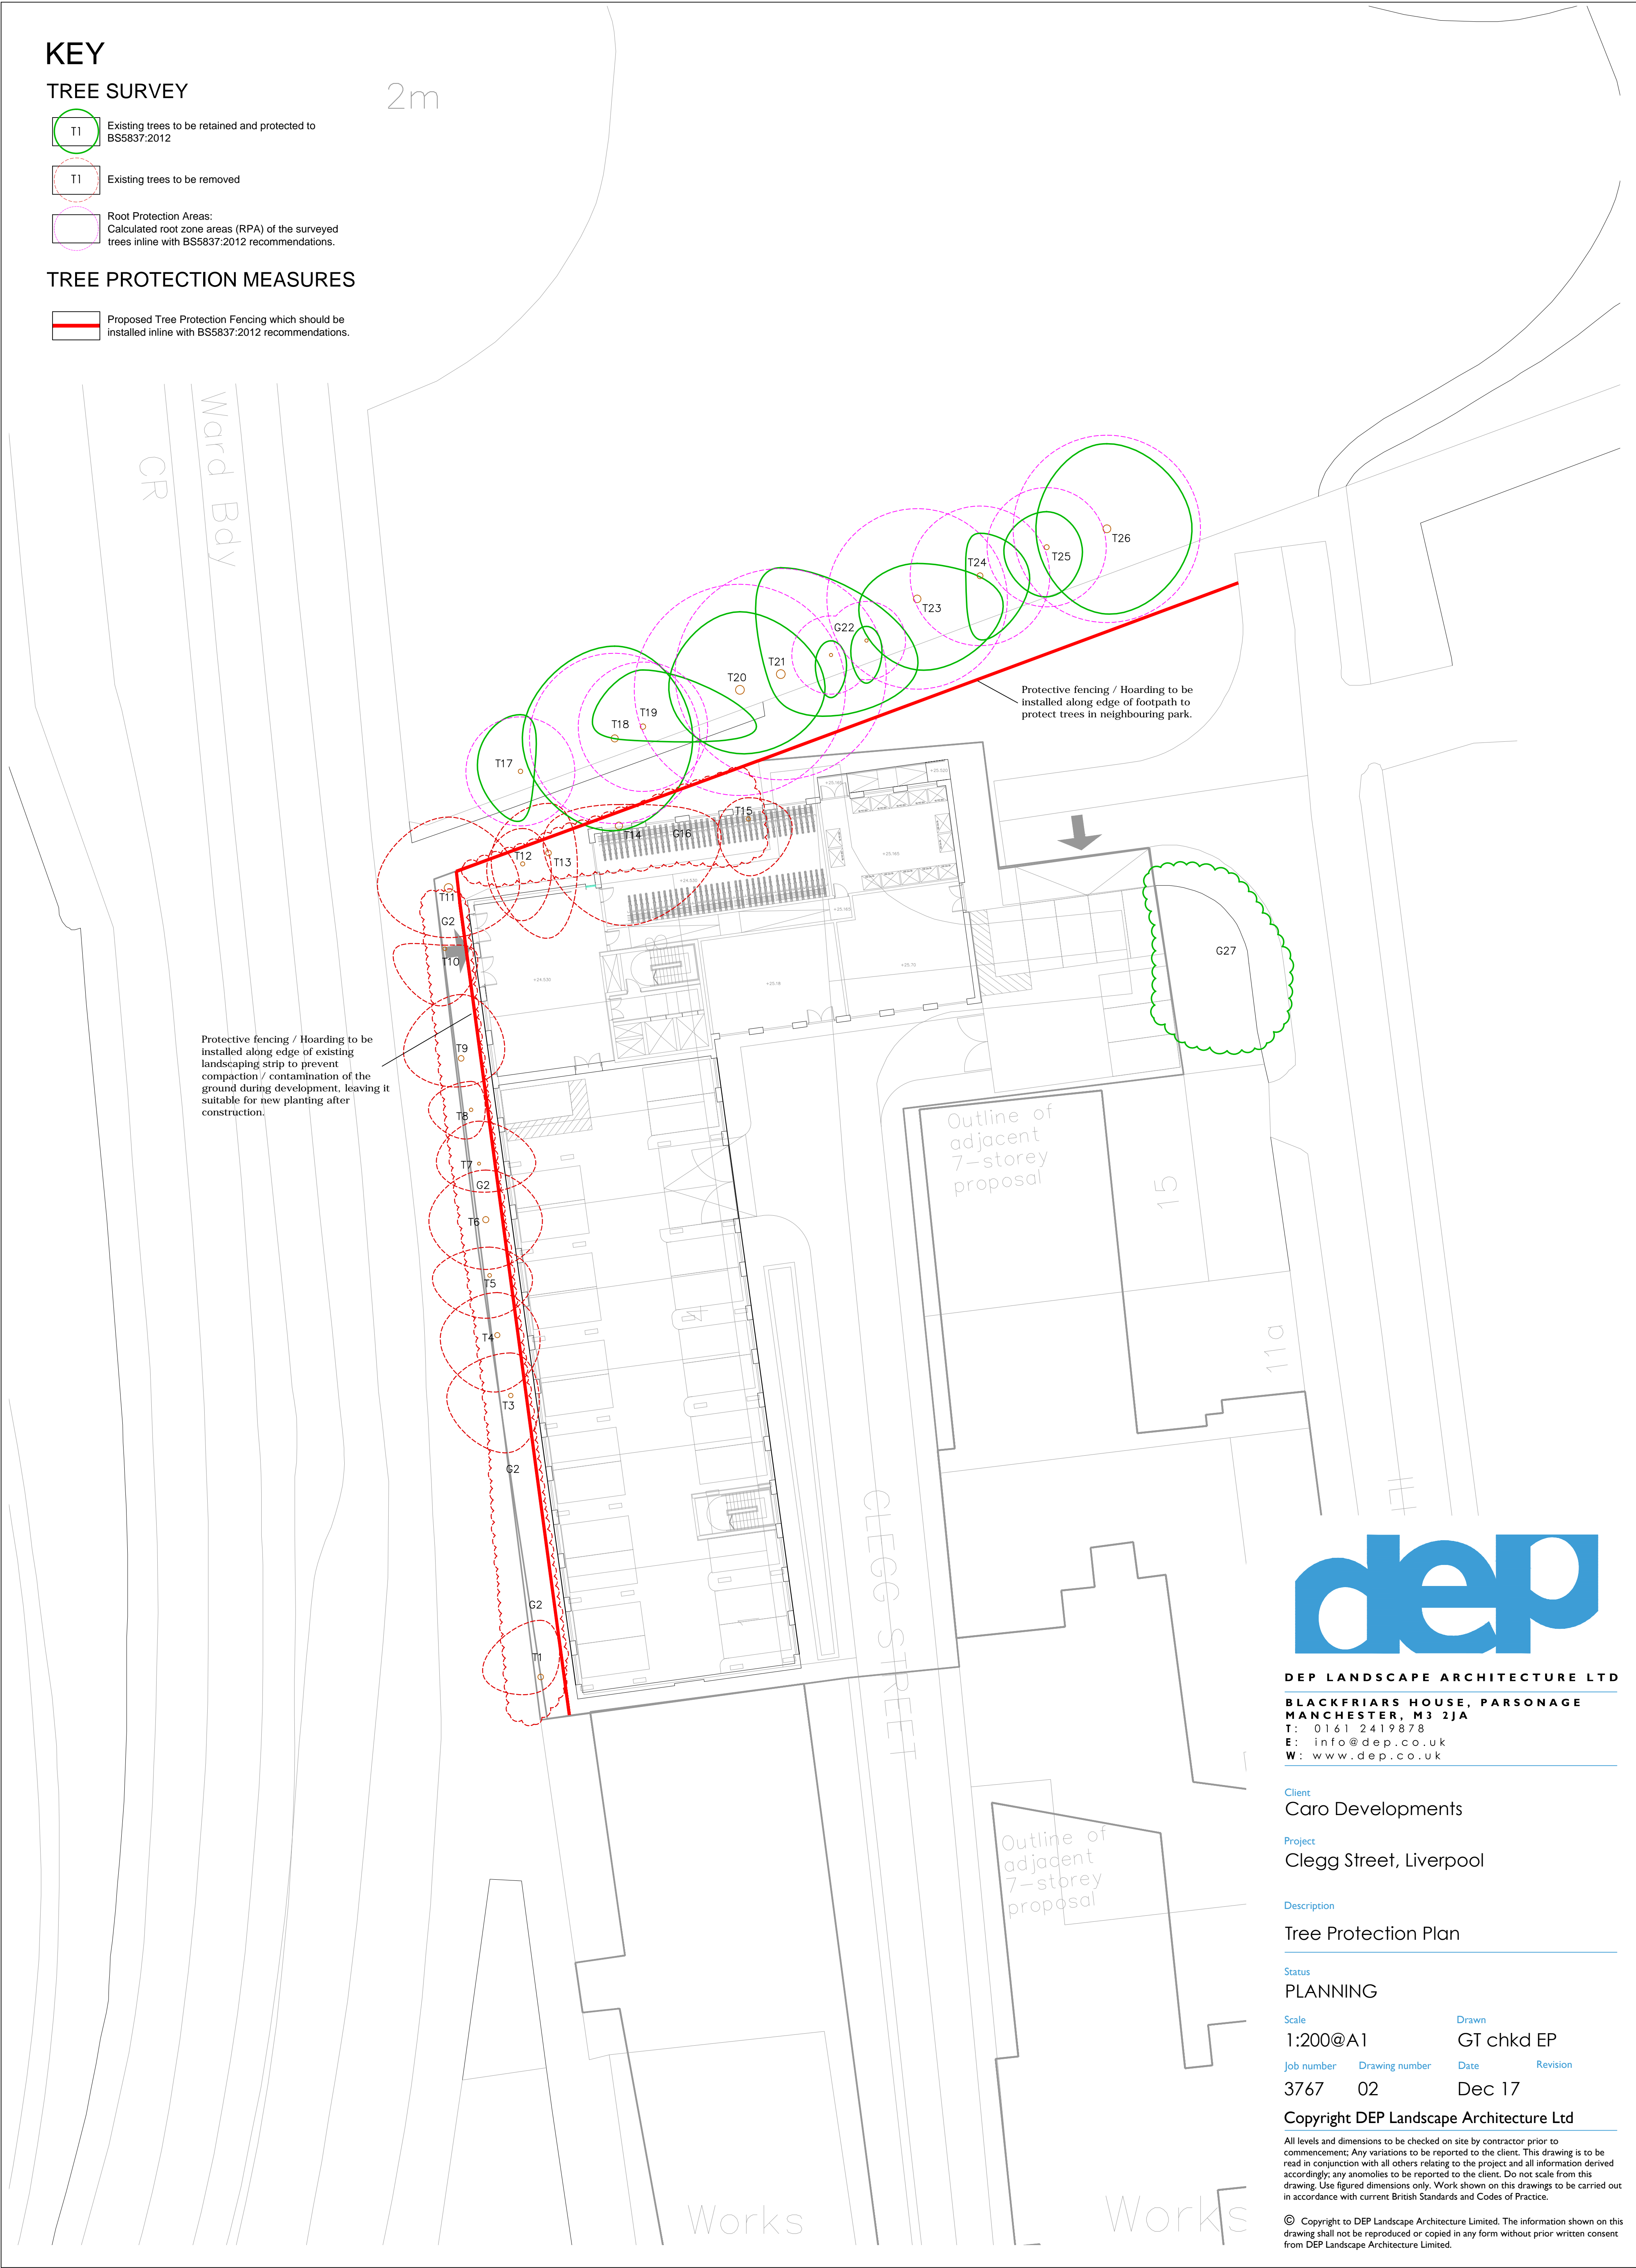 KEY
TREE SURVEY
T1
Existing trees to be retained and protected to
BS5837:2012
T1
Existing trees to be removed
Root Protection Areas:
Calculated root zone areas (RPA) of the surveyed
trees inline with BS5837:2012 recommendations.
TREE PROTECTION MEASURES
Proposed Tree Protection Fencing which should be
installed inline with BS5837:2012 recommendations.
2m
Ward Bdy
CR
T26
T25
T24
T23
G22
T21
T20
T19
T18
T17
Protective fencing / Hoarding to be
installed along edge of footpath to
protect trees in neighbouring park.
T15
T14
G16
T13
T12
T11
G2
T10
G27
+25.160
+24.530
+24.530
+25.18
+25.75
Protective fencing / Hoarding to be
installed along edge of existing
landscaping strip to prevent
compaction / contamination of the
ground during development, leaving it
suitable for new planting after
construction.
T9
T8
T7
G2
T6
T5
T4
T3
G2
G2
T1
Outline of
adjacent
7-storey
proposal
15
CLEGG STREET
Outline of
adjacent
7-storey
proposal
Works
Works
dep
DEP LANDSCAPE ARCHITECTURE LTD
BLACKFRIARS HOUSE, PARSONAGE
MANCHESTER, M3 2JA
T: 0161 2419878
E: info@dep.co.uk
W: www.dep.co.uk
Client
Caro Developments
Project
Clegg Street, Liverpool
Description
Tree Protection Plan
Status
PLANNING
Scale Drawn
1:200@A1 GT chkd EP
Job number Drawing number Date Revision
3767 02 Dec 17
Copyright DEP Landscape Architecture Ltd
All levels and dimensions to be checked on site by contractor prior to
commencement; Any variations to be reported to the client. This drawing is to be
read in conjunction with all others relating to the project and all information derived
accordingly; any anomolies to be reported to the client. Do not scale from this
drawing. Use figured dimensions only. Work shown on this drawings to be carried out
in accordance with current British Standards and Codes of Practice.
© Copyright to DEP Landscape Architecture Limited. The information shown on this
drawing shall not be reproduced or copied in any form without prior written consent
from DEP Landscape Architecture Limited.